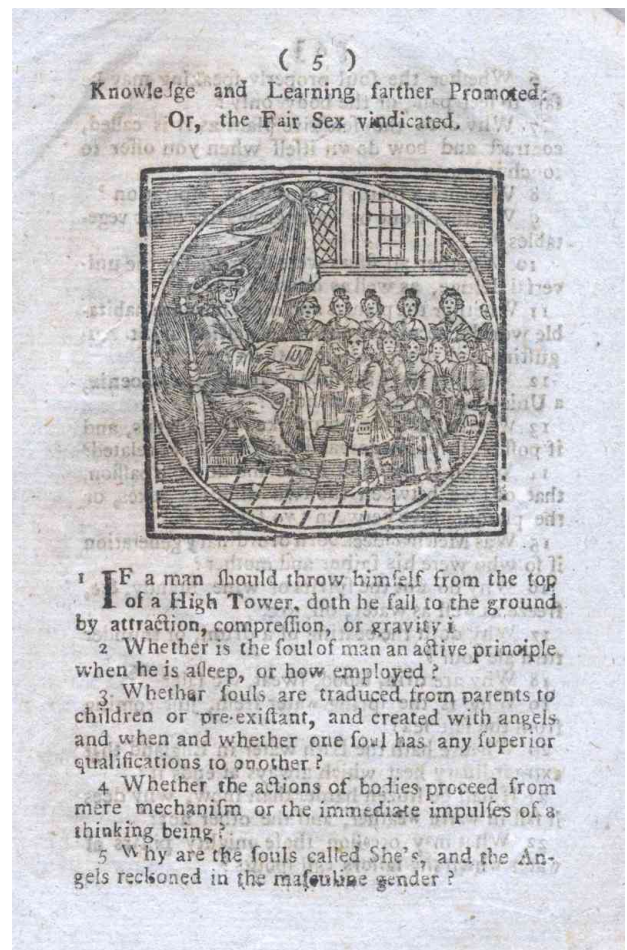 ( 5 )
Knowleſge and Learning farther Promoted:
Or, the Fair Sex vindicated.
1 IF a man ſhould throw himſelf from the top
of a High Tower, doth he fall to the ground
by attraction, compreſſion, or gravity i
2 Whether is the ſoul of man an active principle
when he is aſleep, or how employed ?
3 Whethar ſouls are traduced from parents to
children or pre-exiſtant, and created with angels
and when and whether one ſoul has any ſuperior
qualifications to onother ?
4 Whether the actions of bodies proceed from
mere mechaniſm or the immediate impulſes of a
thinking being ?
5 Why are the ſouls called She's, and the An-
gels reckoned in the maſculine gender ?